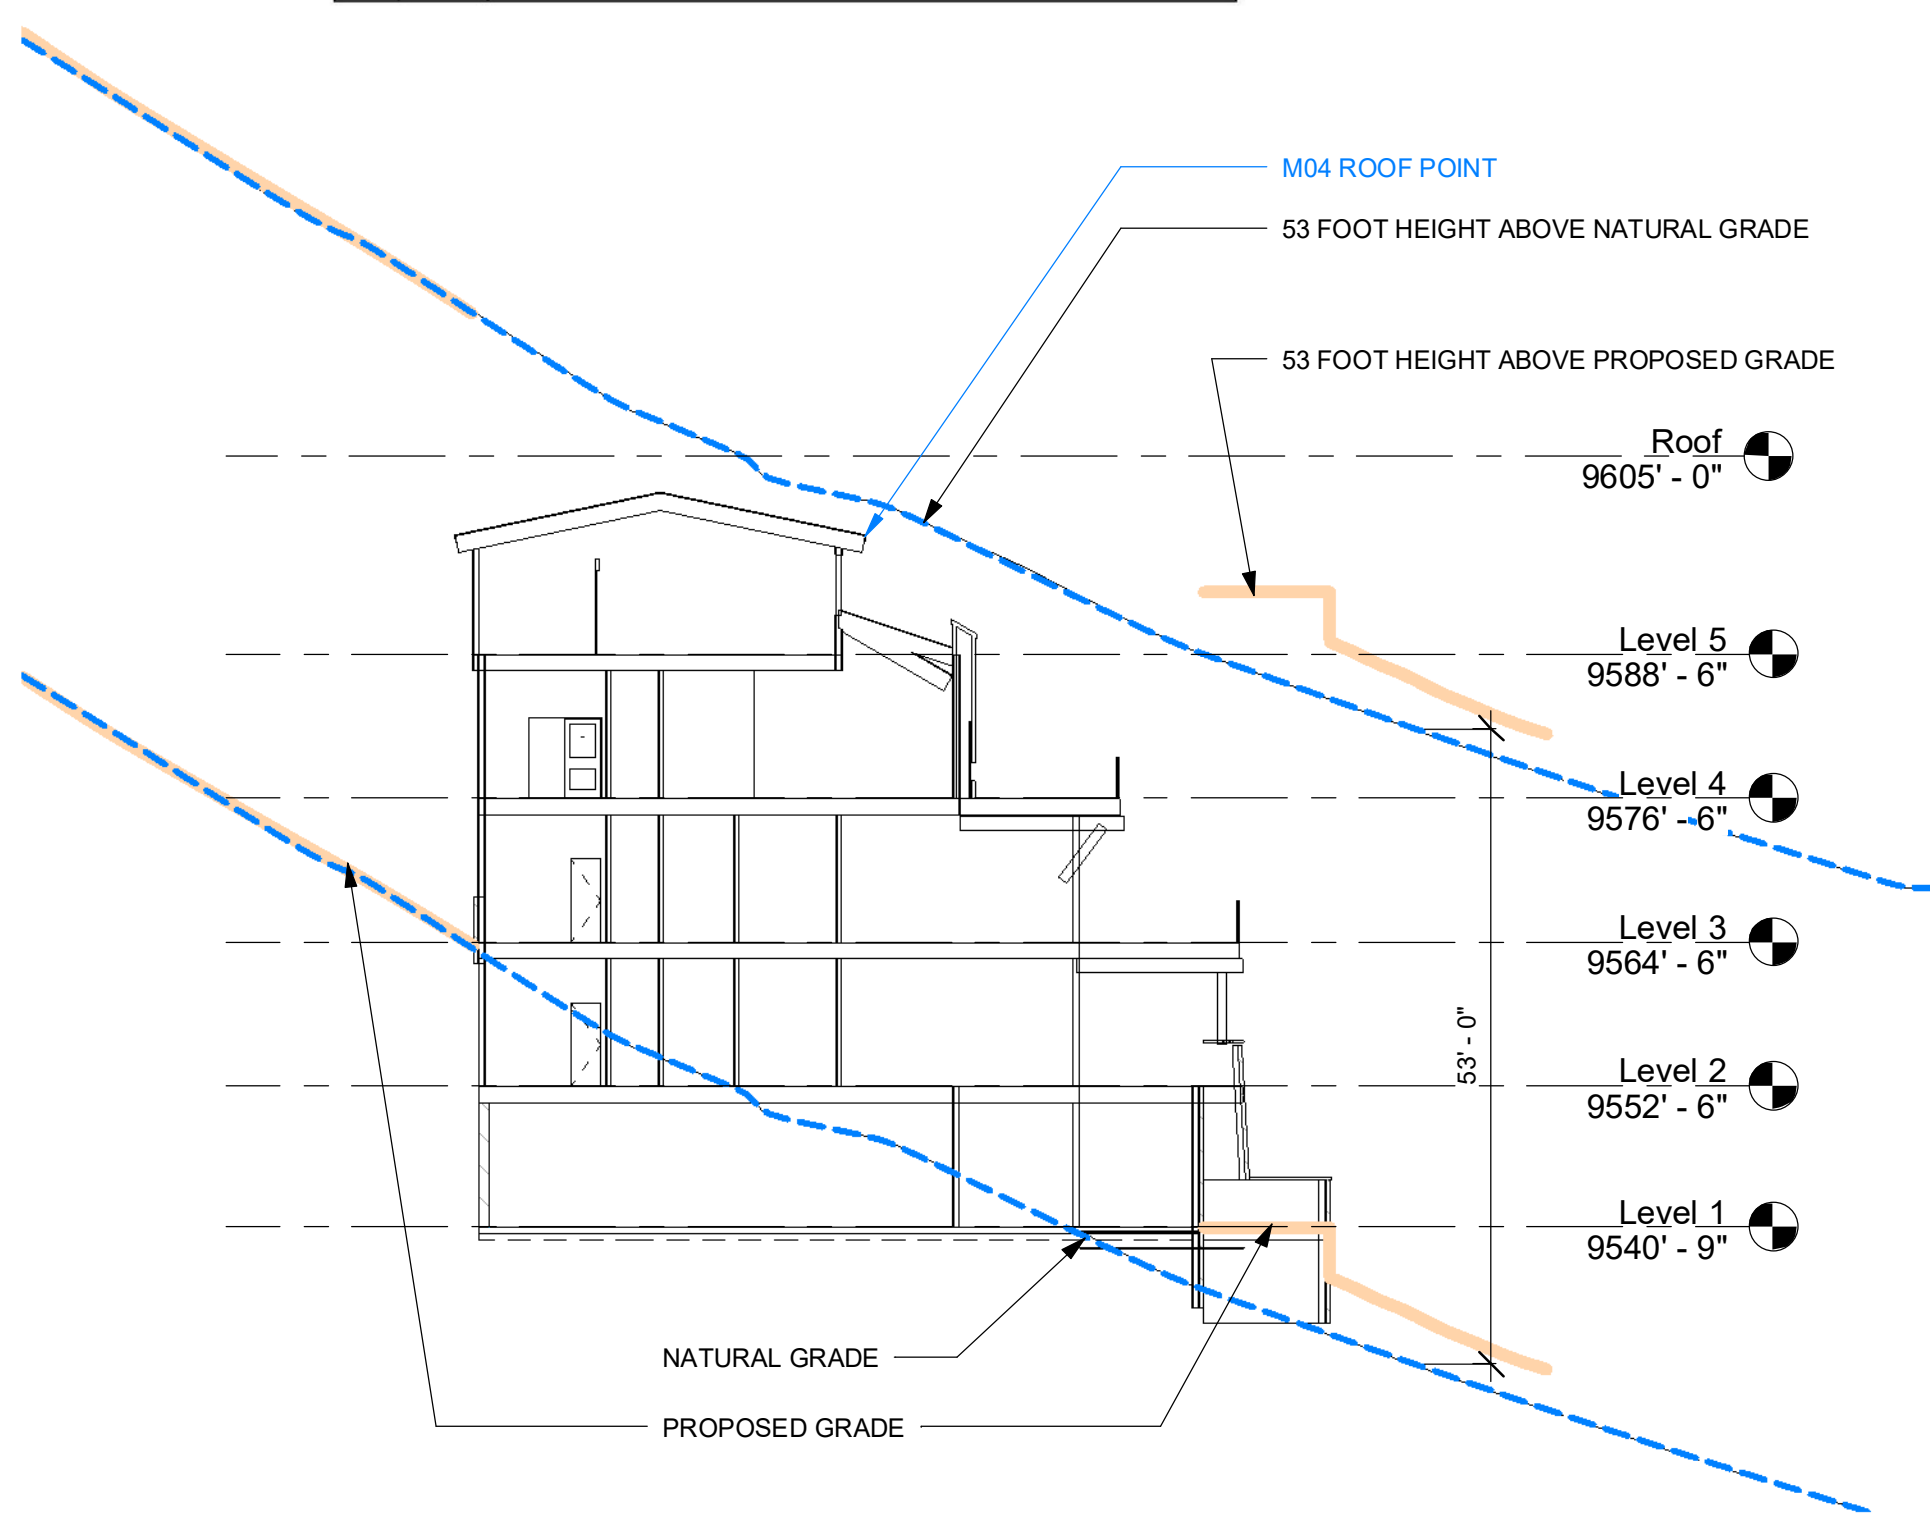 M04 ROOF POINT
53 FOOT HEIGHT ABOVE NATURAL GRADE
53 FOOT HEIGHT ABOVE PROPOSED GRADE
Roof
9605' - 0"
Level 5
9588' - 6"
Level 4
9576' - 6"
Level 3
9564' - 6"
53' - 0"
Level 2
9552' - 6"
Level 1
9540' - 9"
NATURAL GRADE
PROPOSED GRADE